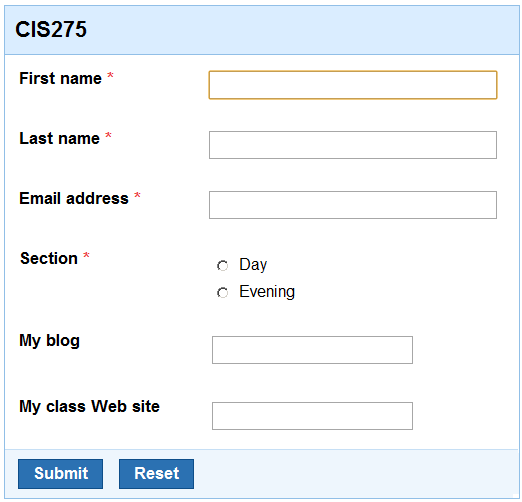 CIS275
First name *
Last name *
Email address *
Section *
Day
Evening
My blog
My class Web site
Submit Reset